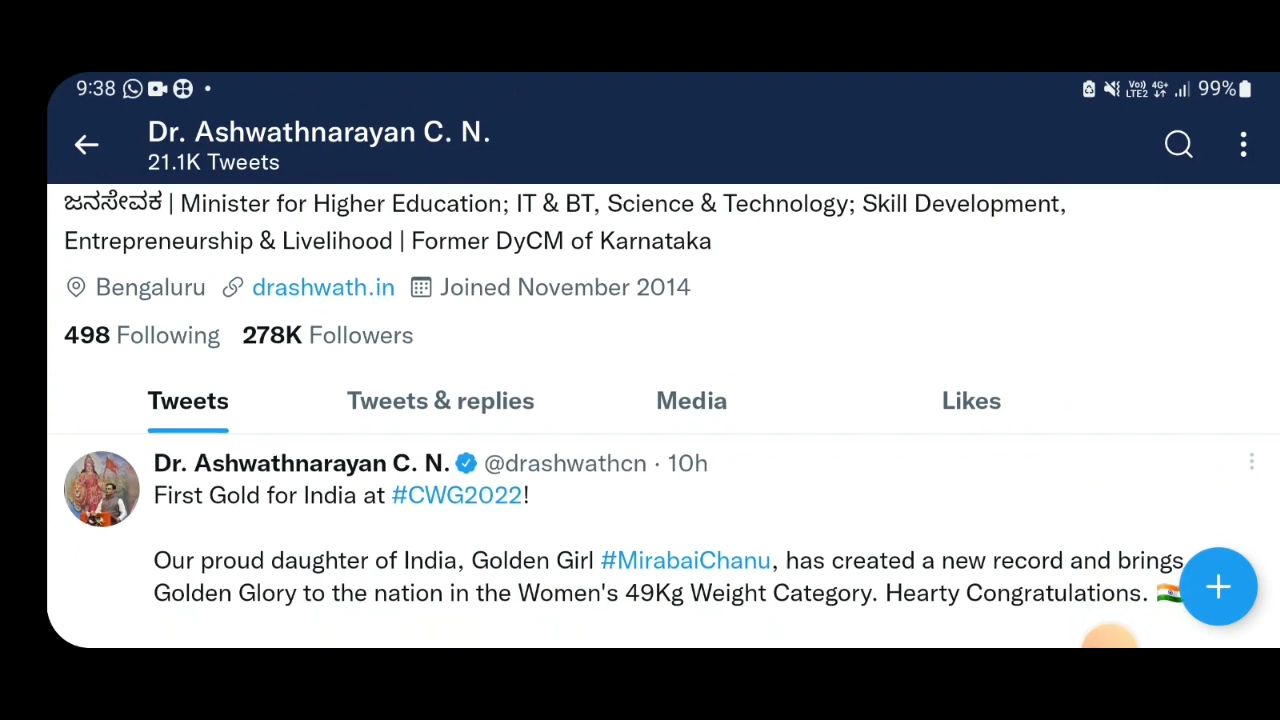 9:38
Vo)) LTE2 4G+ 99%
Dr. Ashwathnarayan C. N.
21.1K Tweets
ಜನಸೇವಕ | Minister for Higher Education; IT & BT, Science & Technology; Skill Development,
Entrepreneurship & Livelihood | Former DyCM of Karnataka
Bengaluru drashwath.in Joined November 2014
498 Following 278K Followers
Tweets Tweets & replies Media Likes
Dr. Ashwathnarayan C. N. @drashwathcn · 10h
First Gold for India at #CWG2022!
Our proud daughter of India, Golden Girl #MirabaiChanu, has created a new record and brings
Golden Glory to the nation in the Women's 49Kg Weight Category. Hearty Congratulations. 🇮🇳